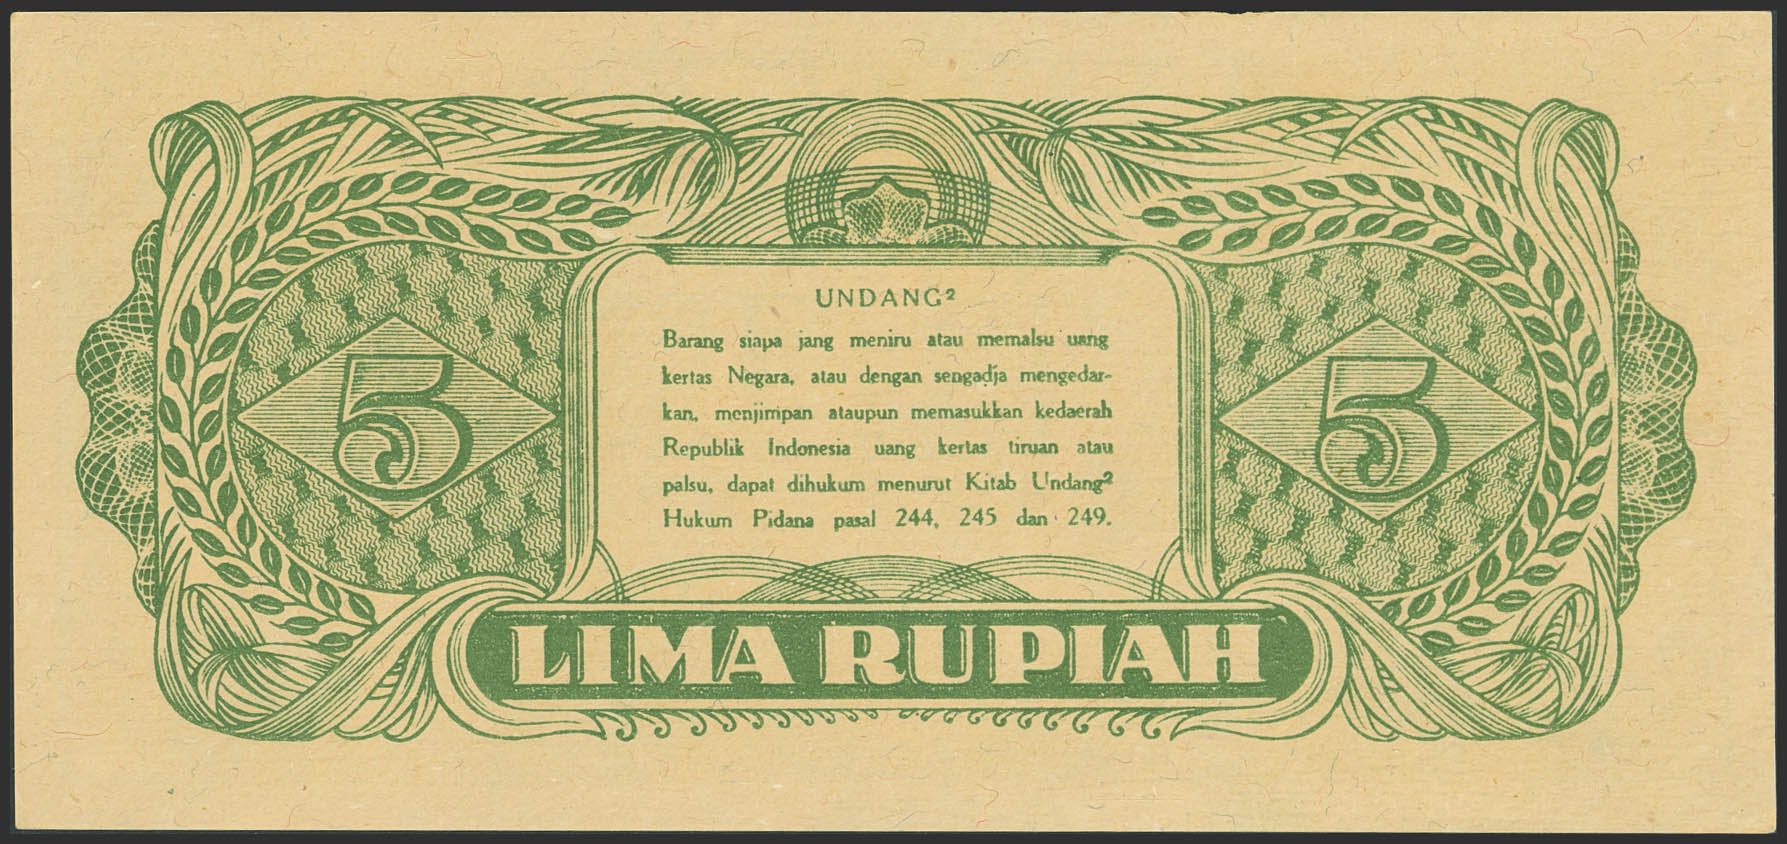 UNDANG²
Barang siapa jang meniru atau memalsu uang
kertas Negara, atau dengan sengadja mengedar-
kan, menjimpan ataupun memasukkan kedaerah
Republik Indonesia uang kertas tiruan atau
palsu, dapat dihukum menurut Kitab Undang²
Hukum Pidana pasal 244, 245 dan 249.
5
5
LIMA RUPIAH